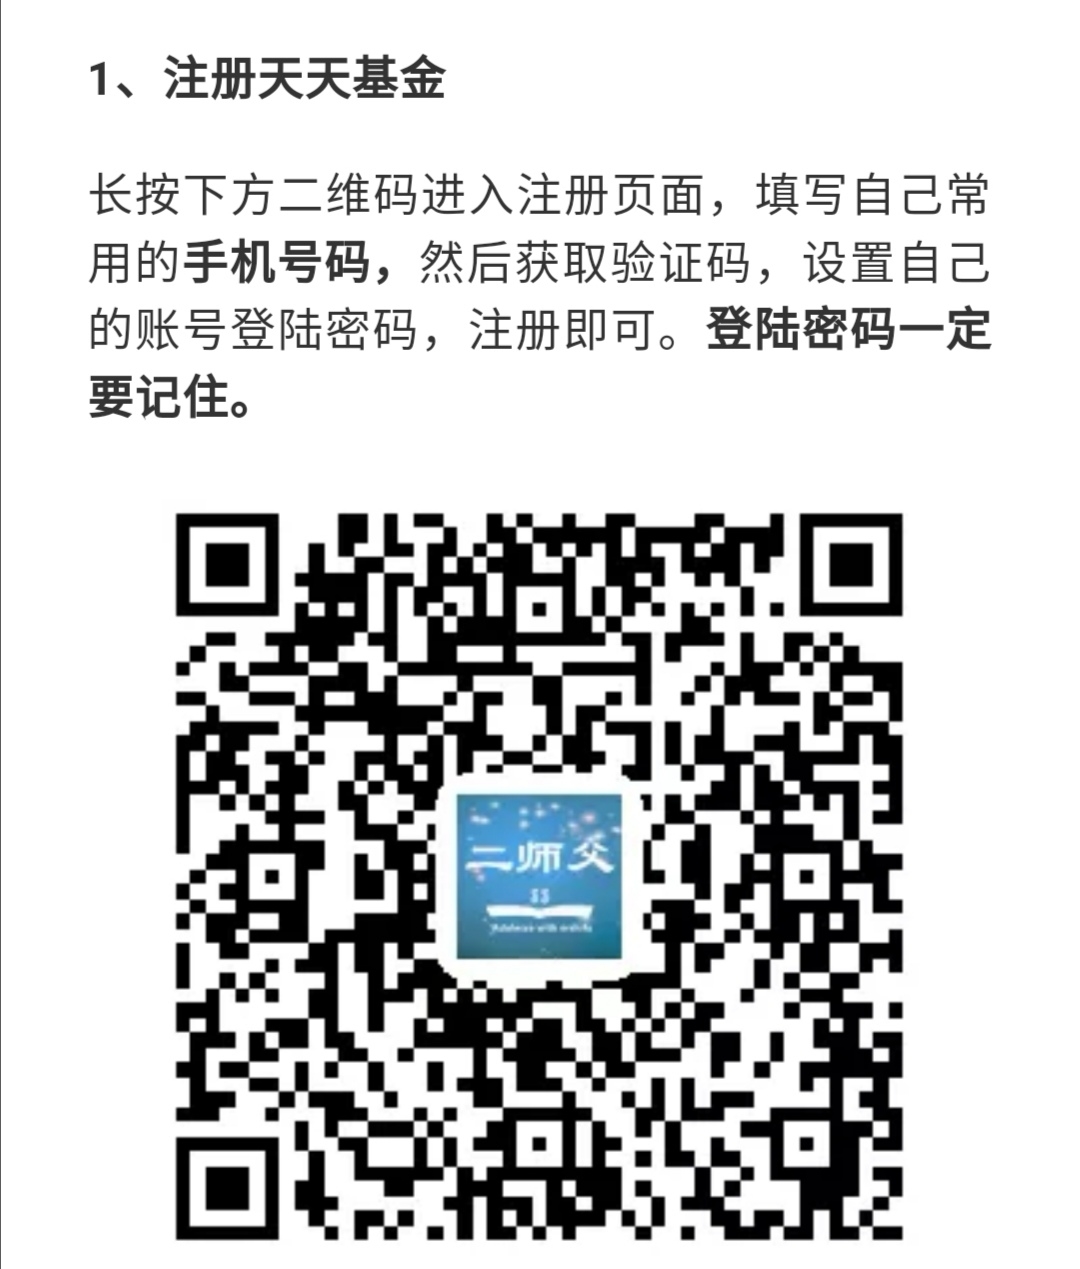 1、注册天天基金
长按下方二维码进入注册页面，填写自己常
用的手机号码，然后获取验证码，设置自己
的账号登陆密码，注册即可。登陆密码一定
要记住。
二师父